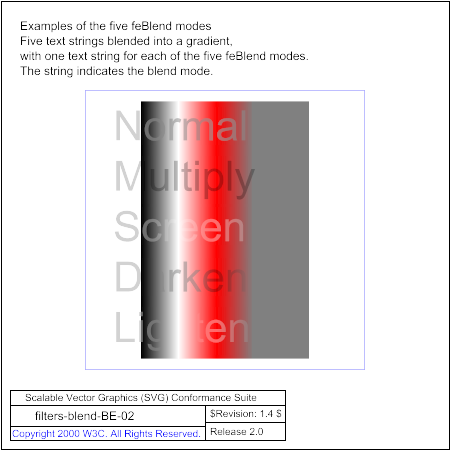 Examples of the five feBlend modes
Five text strings blended into a gradient,
with one text string for each of the five feBlend modes.
The string indicates the blend mode.
Normal
Multiply
Screen
Darken
Lighten
Scalable Vector Graphics (SVG) Conformance Suite
filters-blend-BE-02
$Revision: 1.4 $
Copyright 2000 W3C. All Rights Reserved.
Release 2.0